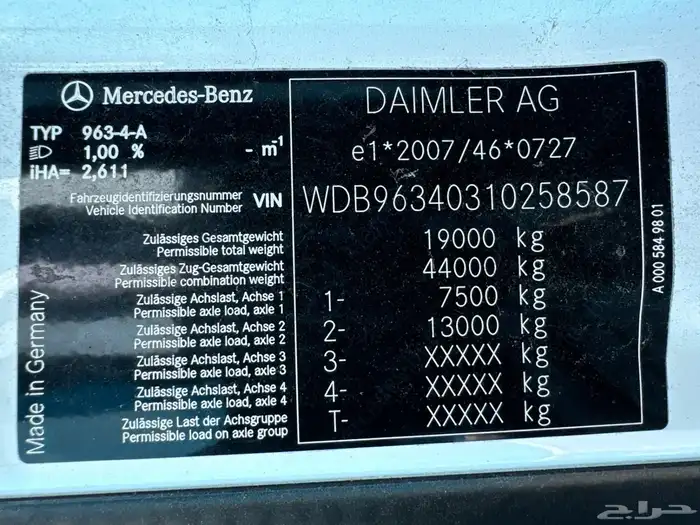 Mercedes-Benz
TYP 963-4-A
1,00 % - m-1
iHA= 2,611
Fahrzeugidentifizierungsnummer
Vehicle Identification Number VIN
DAIMLER AG
e1*2007/46*0727
WDB96340310258587
Zulässiges Gesamtgewicht
Permissible total weight 19000 kg
Zulässiges Zug-Gesamtgewicht
Permissible combination weight 44000 kg
Zulässige Achslast, Achse 1
Permissible axle load, axle 1 1- 7500 kg
Zulässige Achslast, Achse 2
Permissible axle load, axle 2 2- 13000 kg
Zulässige Achslast, Achse 3
Permissible axle load, axle 3 3- XXXXX kg
Zulässige Achslast, Achse 4
Permissible axle load, axle 4 4- XXXXX kg
Zulässige Last der Achsgruppe
Permissible load on axle group T- XXXXX kg
Made in Germany
A 000 584 98 01
حراج